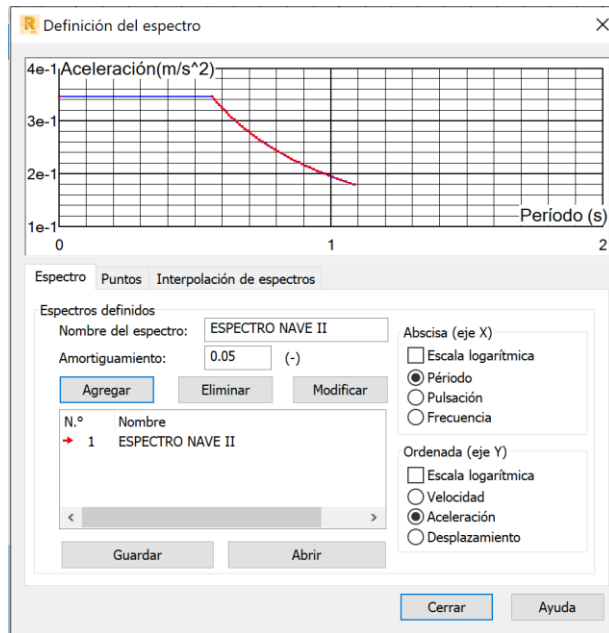 R Definición del espectro
4e-1 Aceleración(m/s^2)
3e-1
2e-1
1e-1 Período (s)
0 1 2
Espectro Puntos Interpolación de espectros
Espectros definidos
Nombre del espectro: ESPECTRO NAVE II
Amortiguamiento: 0.05 (-)
Agregar Eliminar Modificar
N.º Nombre
1 ESPECTRO NAVE II
Guardar Abrir
Abscisa (eje X)
Escala logarítmica
Périodo
Pulsación
Frecuencia
Ordenada (eje Y)
Escala logarítmica
Velocidad
Aceleración
Desplazamiento
Cerrar Ayuda